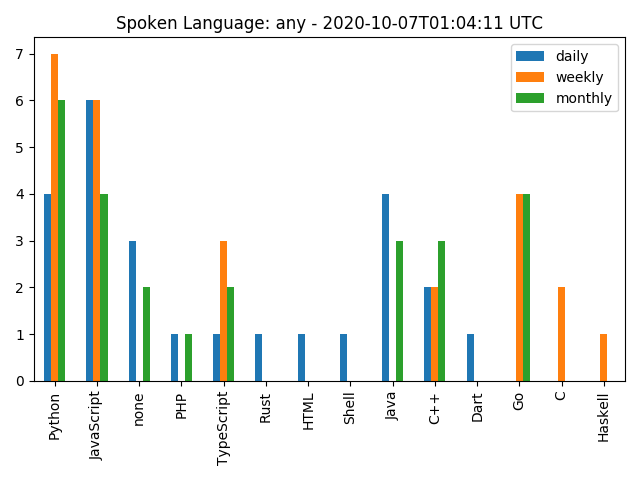 Spoken Language: any - 2020-10-07T01:04:11 UTC
daily
weekly
monthly
7
6
5
4
3
2
1
0
Python
JavaScript
none
PHP
TypeScript
Rust
HTML
Shell
Java
C++
Dart
Go
C
Haskell